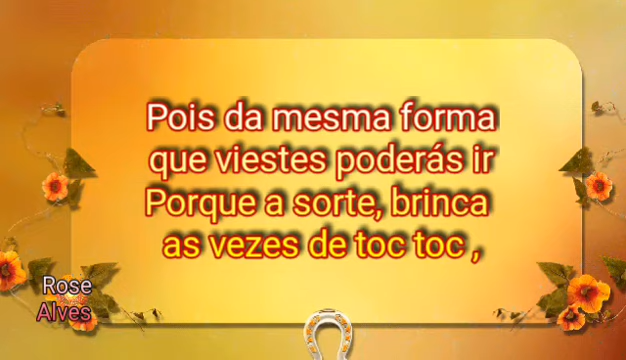 Pois da mesma forma
que viestes poderás ir
Porque a sorte, brinca
as vezes de toc toc ,
Rose
Alves